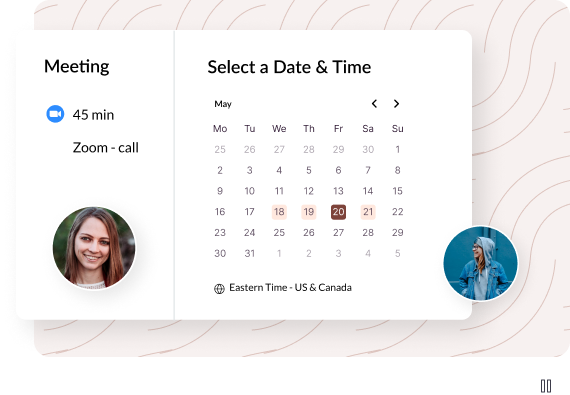 Meeting
45 min
Zoom - call
Select a Date & Time
May
Mo Tu We Th Fr Sa Su
25 26 27 28 29 30 1
2 3 4 5 6 7 8
9 10 11 12 13 14 15
16 17 18 19 20 21 22
23 24 25 26 27 28 29
30 31 1 2 3 4 5
Eastern Time - US & Canada